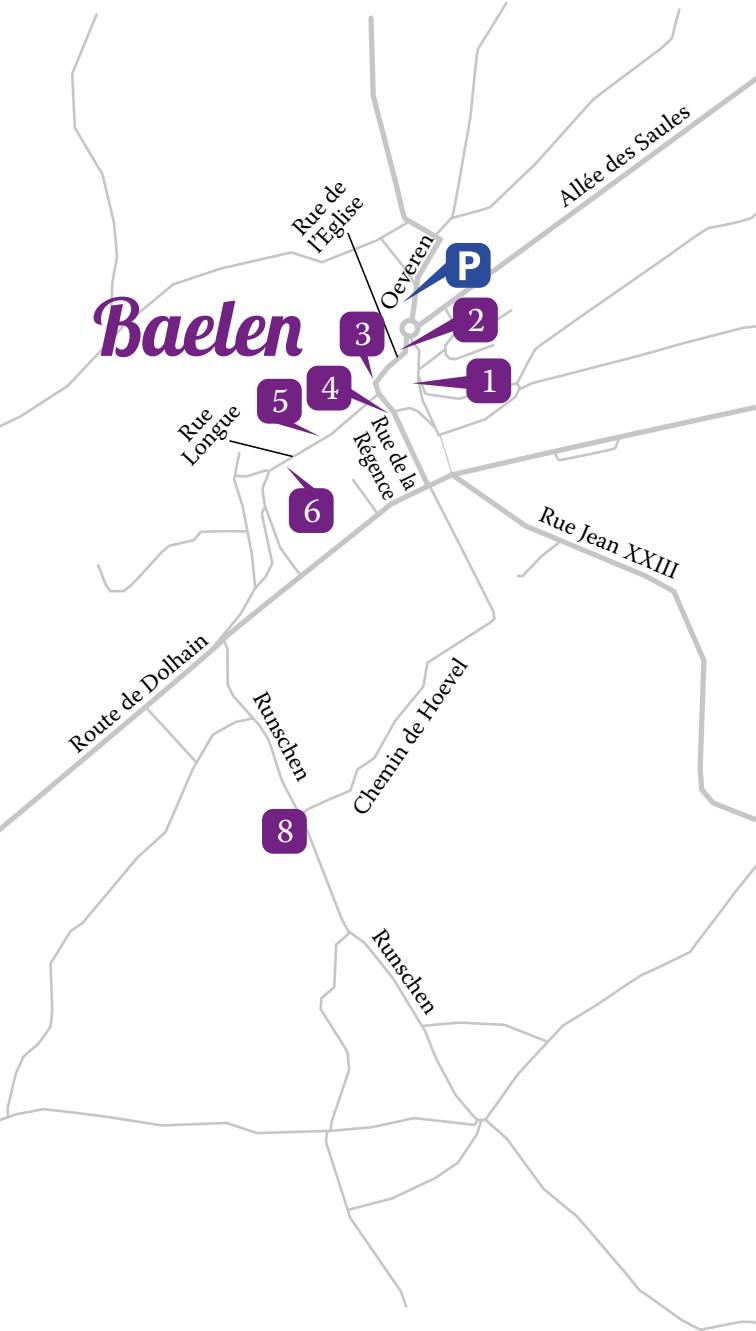 Allée des Saules
Rue de
l'Eglise
Oeveren
P
Baelen
2
3
1
4
5
Rue
Longue
Rue de la
Régence
6
Rue Jean XXIII
Route de Dolhain
Runschen
Chemin de Hoevel
8
Runschen